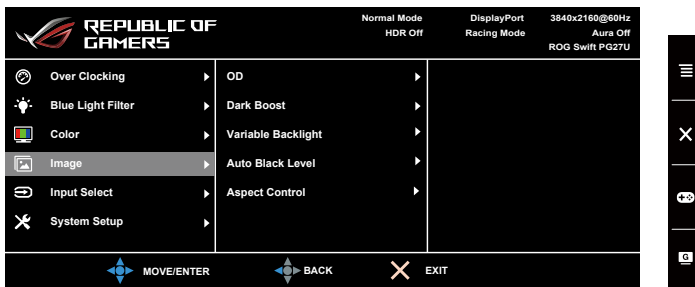 REPUBLIC OF
GAMERS
Normal Mode
HDR Off
DisplayPort
Racing Mode
3840x2160@60Hz
Aura Off
ROG Swift PG27U
Over Clocking
Blue Light Filter
Color
Image
Input Select
System Setup
OD
Dark Boost
Variable Backlight
Auto Black Level
Aspect Control
MOVE/ENTER
BACK
EXIT
G